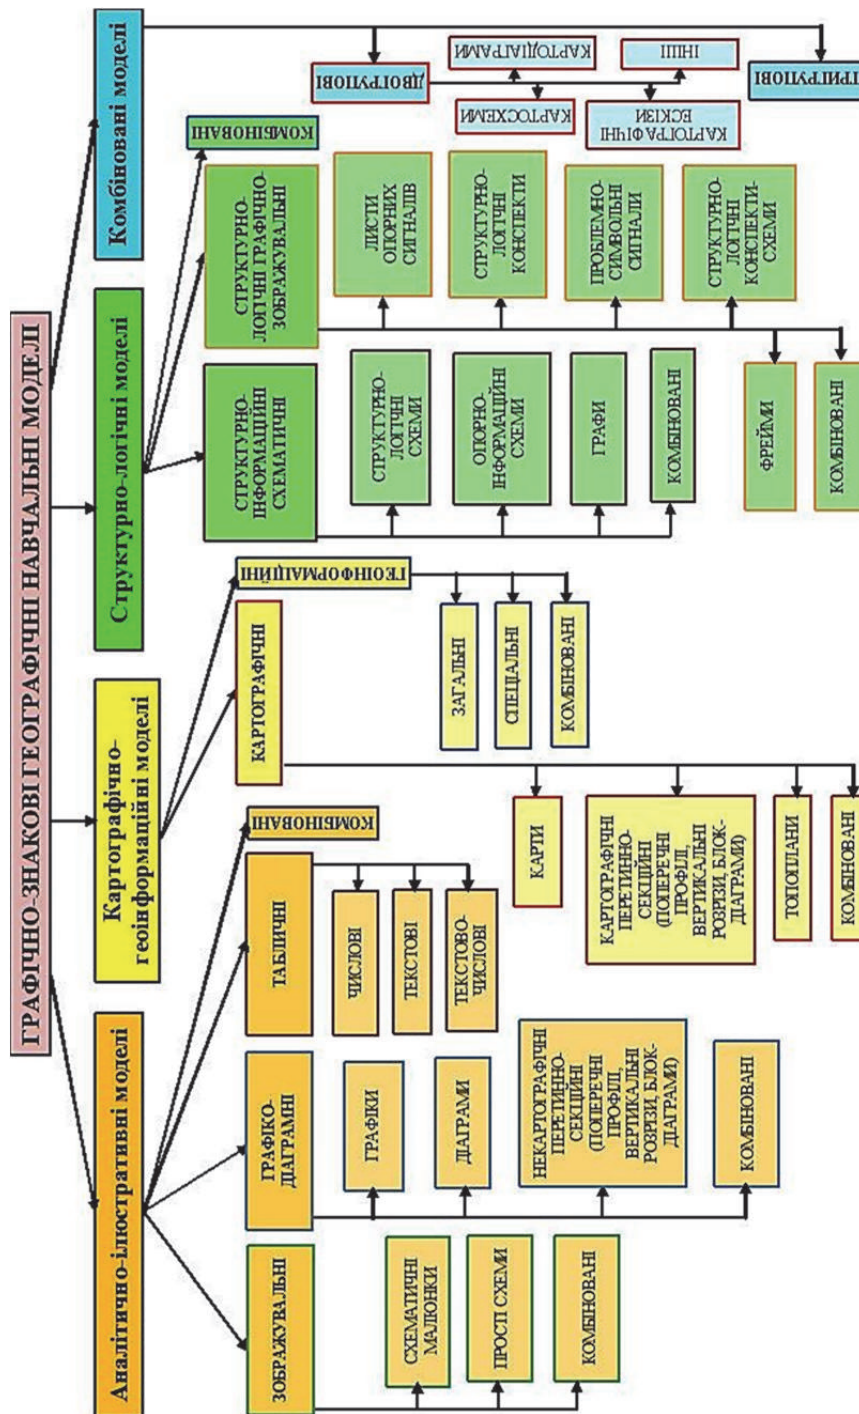 ГРАФІЧНО-ЗНАКОВІ ГЕОГРАФІЧНІ НАВЧАЛЬНІ МОДЕЛІ
Аналітично-ілюстративні моделі
Картографічно-
геоінформаційні моделі
Структурно-логічні моделі
Комбіновані моделі
ЗОБРАЖУВАЛЬНІ
ГРАФІКО-
ДІАГРАМНІ
ТАБЛИЧНІ
КОМБІНОВАНІ
КАРТОГРАФІЧНІ
ГЕОІНФОРМАЦІЙНІ
СТРУКТУРНО-
ІНФОРМАЦІЙНІ
СХЕМАТИЧНІ
СТРУКТУРНО-
ЛОГІЧНІ ГРАФІЧНО-
ЗОБРАЖУВАЛЬНІ
КОМБІНОВАНІ
ДВОГРУПОВІ
ТРИГРУПОВІ
СХЕМАТИЧНІ
МАЛЮНКИ
ПРОСТІ СХЕМИ
КОМБІНОВАНІ
ГРАФІКИ
ДІАГРАМИ
НЕКАРТОГРАФІЧНІ
ПЕРЕТИННО-
СЕКЦІЙНІ
(ПОПЕРЕЧНІ
ПРОФІЛІ,
ВЕРТИКАЛЬНІ
РОЗРІЗИ, БЛОК-
ДІАГРАМИ)
КОМБІНОВАНІ
ЧИСЛОВІ
ТЕКСТОВІ
ТЕКСТОВО-
ЧИСЛОВІ
КАРТИ
КАРТОГРАФІЧНІ
ПЕРЕТИННО-
СЕКЦІЙНІ
(ПОПЕРЕЧНІ
ПРОФІЛІ,
ВЕРТИКАЛЬНІ
РОЗРІЗИ, БЛОК-
ДІАГРАМИ)
ТОПОПЛАНИ
КОМБІНОВАНІ
ЗАГАЛЬНІ
СПЕЦІАЛЬНІ
КОМБІНОВАНІ
СТРУКТУРНО-
ЛОГІЧНІ
СХЕМИ
ОПОРНО-
ІНФОРМАЦІЙНІ
СХЕМИ
ГРАФИ
КОМБІНОВАНІ
ЛИСТИ
ОПОРНИХ
СИГНАЛІВ
СТРУКТУРНО-
ЛОГІЧНІ
КОНСПЕКТИ
ПРОБЛЕМНО-
СИМВОЛЬНІ
СИГНАЛИ
СТРУКТУРНО-
ЛОГІЧНІ
КОНСПЕКТИ-
СХЕМИ
ФРЕЙМИ
КОМБІНОВАНІ
КАРТОСХЕМИ
КАРТОДІАГРАМИ
КАРТОГРАФІЧНІ
ЕСКІЗИ
ІНШІ